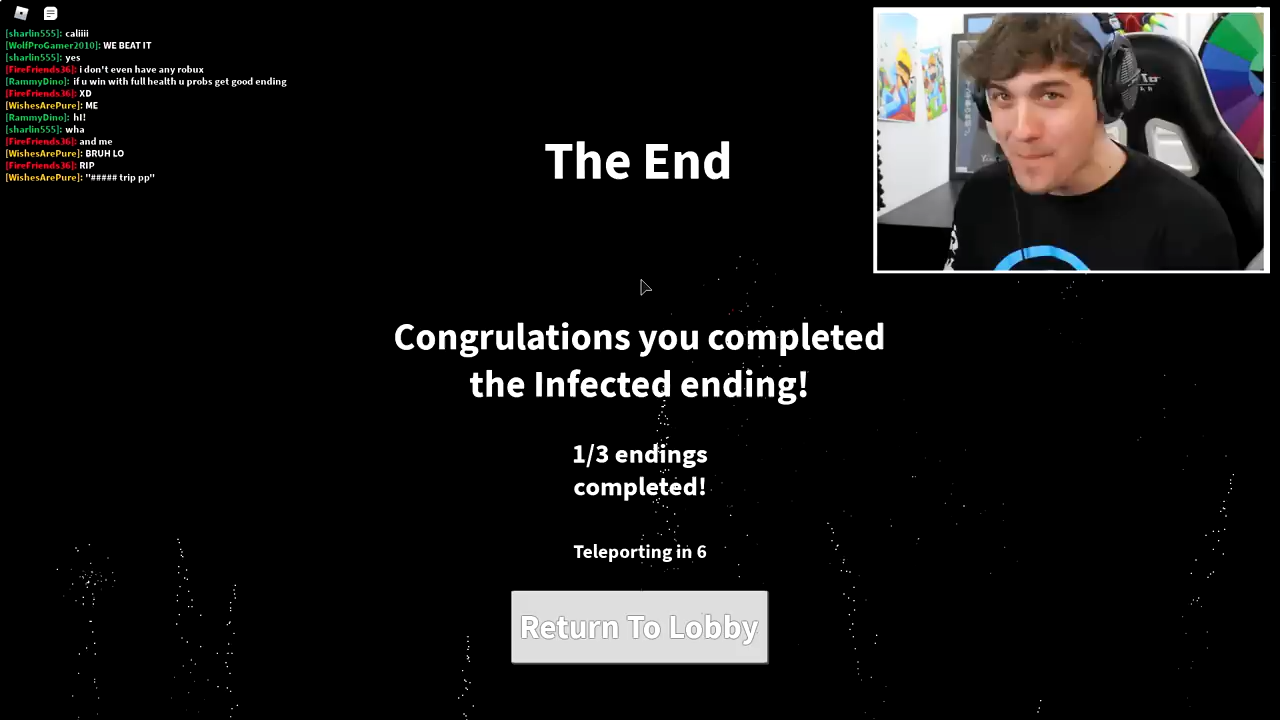 [sharlin555]: caliiii
[WolfProGamer2010]: WE BEAT IT
[sharlin555]: yes
[FireFriends36]: i don't even have any robux
[RammyDino]: if u win with full health u probs get good ending
[FireFriends36]: XD
[WishesArePure]: ME
[RammyDino]: hI!
[sharlin555]: wha
[FireFriends36]: and me
[WishesArePure]: BRUH LO
[FireFriends36]: RIP
[WishesArePure]: "##### trip pp"
The End
Congrulations you completed
the Infected ending!
1/3 endings
completed!
Teleporting in 6
Return To Lobby